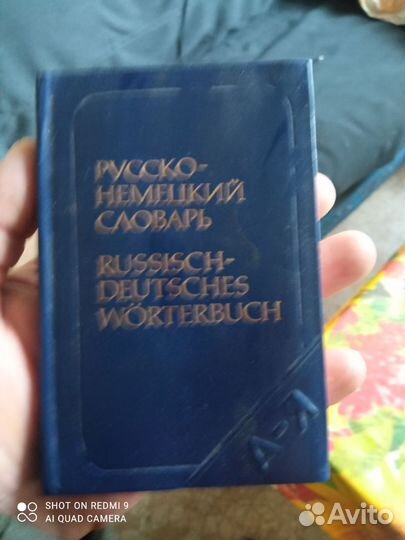 РУССКО-
НЕМЕЦКИЙ
СЛОВАРЬ
RUSSISCH-
DEUTSCHES
WÖRTERBUCH
А-Я
SHOT ON REDMI 9
AI QUAD CAMERA
Avito